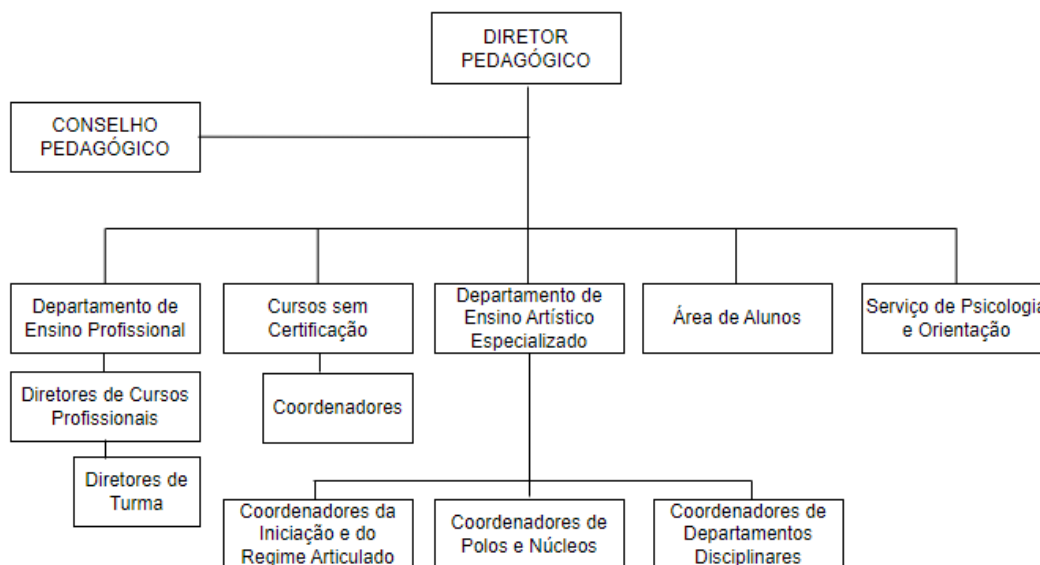 DIRETOR
PEDAGÓGICO
CONSELHO
PEDAGÓGICO
Departamento de
Ensino Profissional
Cursos sem
Certificação
Departamento de
Ensino Artístico
Especializado
Área de Alunos
Serviço de Psicologia
e Orientação
Diretores de Cursos
Profissionais
Coordenadores
Diretores de
Turma
Coordenadores da
Iniciação e do
Regime Articulado
Coordenadores de
Polos e Núcleos
Coordenadores de
Departamentos
Disciplinares